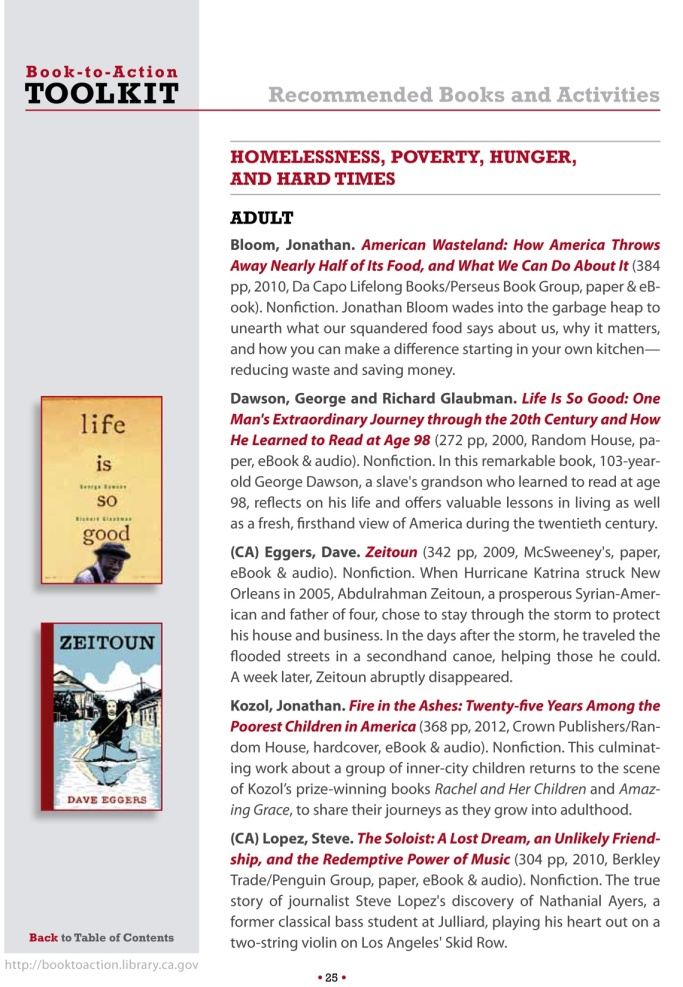 Book-to-Action
TOOLKIT
Recommended Books and Activities
HOMELESSNESS, POVERTY, HUNGER,
AND HARD TIMES
ADULT
Bloom, Jonathan. American Wasteland: How America Throws
Away Nearly Half of Its Food, and What We Can Do About It (384
pp, 2010, Da Capo Lifelong Books/Perseus Book Group, paper & eB-
ook). Nonfiction. Jonathan Bloom wades into the garbage heap to
unearth what our squandered food says about us, why it matters,
and how you can make a difference starting in your own kitchen—
reducing waste and saving money.
Dawson, George and Richard Glaubman. Life Is So Good: One
Man's Extraordinary Journey through the 20th Century and How
He Learned to Read at Age 98 (272 pp, 2000, Random House, pa-
per, eBook & audio). Nonfiction. In this remarkable book, 103-year-
old George Dawson, a slave's grandson who learned to read at age
98, reflects on his life and offers valuable lessons in living as well
as a fresh, firsthand view of America during the twentieth century.
(CA) Eggers, Dave. Zeitoun (342 pp, 2009, McSweeney's, paper,
eBook & audio). Nonfiction. When Hurricane Katrina struck New
Orleans in 2005, Abdulrahman Zeitoun, a prosperous Syrian-Amer-
ican and father of four, chose to stay through the storm to protect
his house and business. In the days after the storm, he traveled the
flooded streets in a secondhand canoe, helping those he could.
A week later, Zeitoun abruptly disappeared.
Kozol, Jonathan. Fire in the Ashes: Twenty-five Years Among the
Poorest Children in America (368 pp, 2012, Crown Publishers/Ran-
dom House, hardcover, eBook & audio). Nonfiction. This culminat-
ing work about a group of inner-city children returns to the scene
of Kozol's prize-winning books Rachel and Her Children and Amaz-
ing Grace, to share their journeys as they grow into adulthood.
(CA) Lopez, Steve. The Soloist: A Lost Dream, an Unlikely Friend-
ship, and the Redemptive Power of Music (304 pp, 2010, Berkley
Trade/Penguin Group, paper, eBook & audio). Nonfiction. The true
story of journalist Steve Lopez's discovery of Nathanial Ayers, a
former classical bass student at Julliard, playing his heart out on a
two-string violin on Los Angeles' Skid Row.
life
is
George Dawson
so
Richard Glaubman
good
ZEITOUN
DAVE EGGERS
Back to Table of Contents
http://booktoaction.library.ca.gov
• 25 •